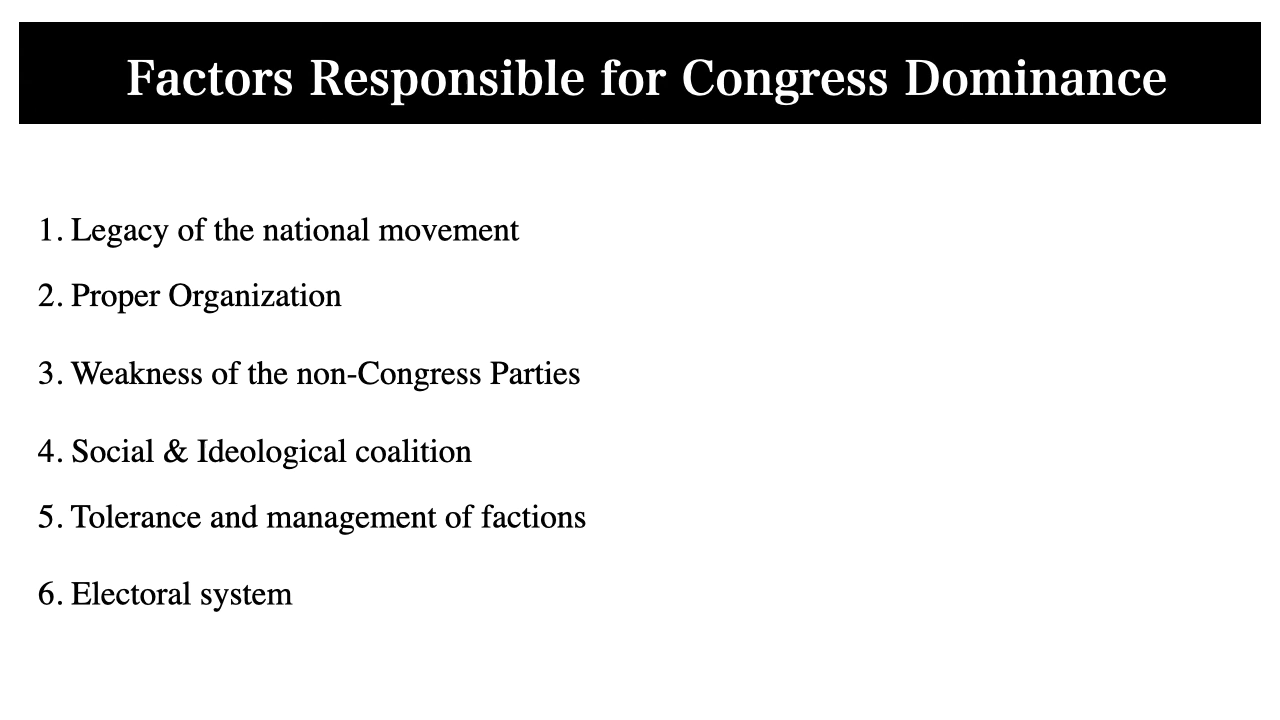 Factors Responsible for Congress Dominance
1. Legacy of the national movement
2. Proper Organization
3. Weakness of the non-Congress Parties
4. Social & Ideological coalition
5. Tolerance and management of factions
6. Electoral system